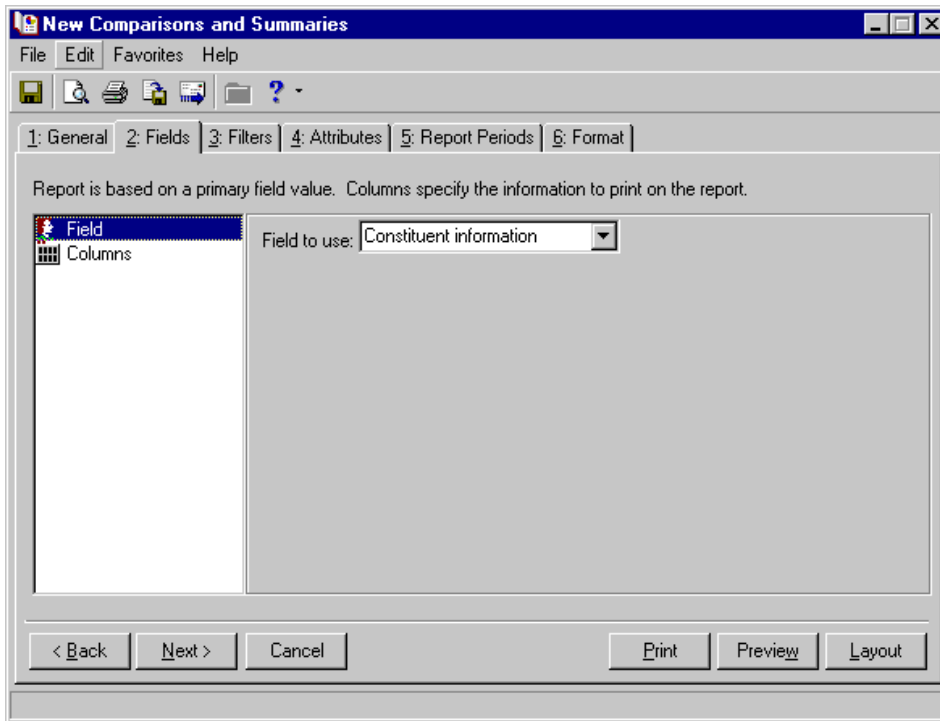 New Comparisons and Summaries
File Edit Favorites Help
1: General 2: Fields 3: Filters 4: Attributes 5: Report Periods 6: Format
Report is based on a primary field value. Columns specify the information to print on the report.
Field
Columns
Field to use: Constituent information
< Back Next > Cancel Print Preview Layout